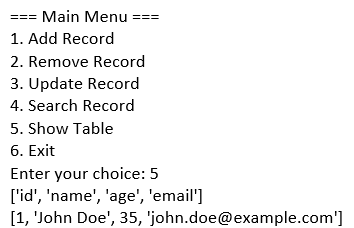 === Main Menu ===
1. Add Record
2. Remove Record
3. Update Record
4. Search Record
5. Show Table
6. Exit
Enter your choice: 5
['id', 'name', 'age', 'email']
[1, 'John Doe', 35, 'john.doe@example.com']